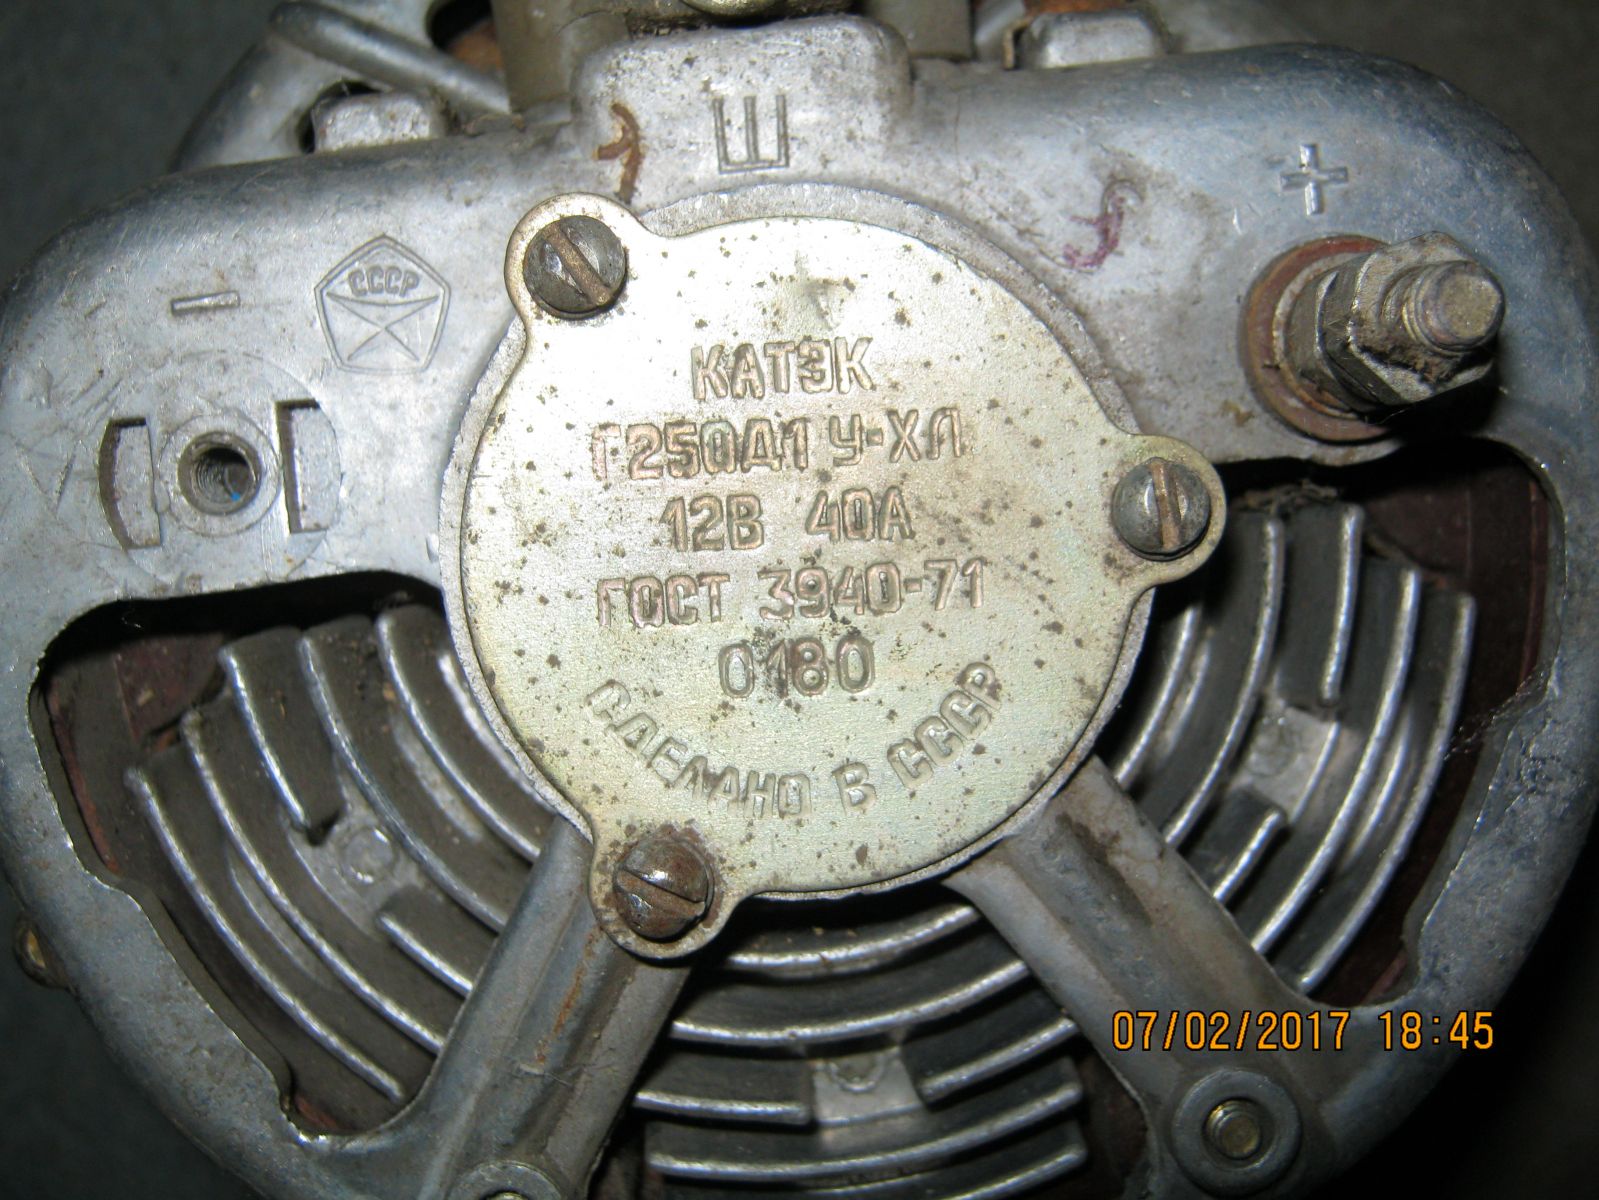 Ш
+
–
СССР
КАТЭК
Г250Д1 У-ХЛ
12В 40А
ГОСТ 3940-71
0180
СДЕЛАНО В СССР
07/02/2017 18:45